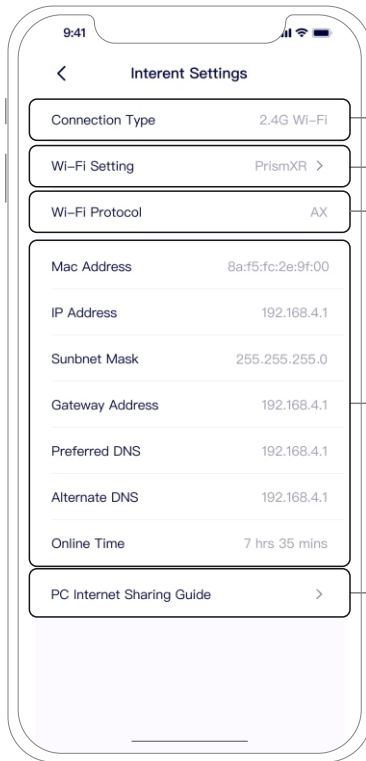 9:41
Interent Settings
Connection Type 2.4G Wi-Fi
Wi-Fi Setting PrismXR >
Wi-Fi Protocol AX
Mac Address 8a:f5:fc:2e:9f:00
IP Address 192.168.4.1
Sunbnet Mask 255.255.255.0
Gateway Address 192.168.4.1
Preferred DNS 192.168.4.1
Alternate DNS 192.168.4.1
Online Time 7 hrs 35 mins
PC Internet Sharing Guide >